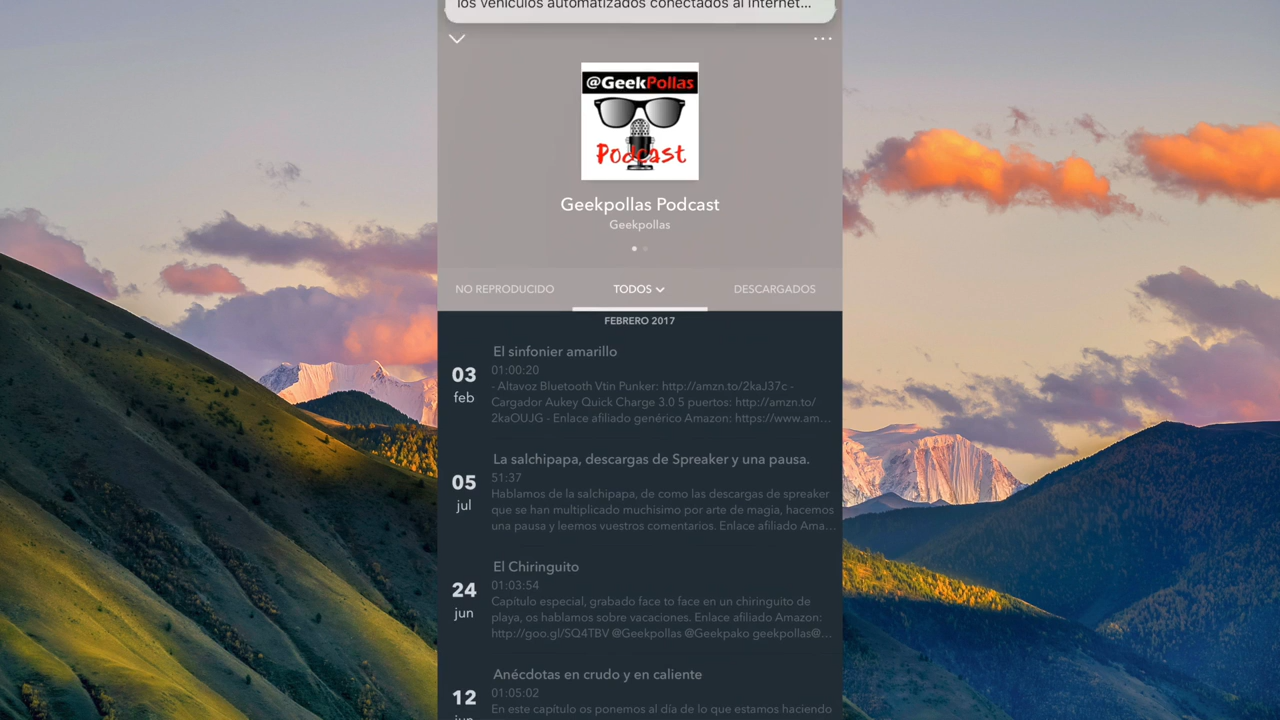 los vehículos automatizados conectados al internet...
@GeekPollas
Podcast
Geekpollas Podcast
Geekpollas
NO REPRODUCIDO
TODOS
DESCARGADOS
FEBRERO 2017
03
feb
El sinfonier amarillo
01:00:20
- Altavoz Bluetooth Vtin Punker: http://amzn.to/2kaJ37c -
Cargador Aukey Quick Charge 3.0 5 puertos: http://amzn.to/
2kaOUJG - Enlace afiliado genérico Amazon: https://www.am...
05
jul
La salchipapa, descargas de Spreaker y una pausa.
51:37
Hablamos de la salchipapa, de como las descargas de spreaker
que se han multiplicado muchisimo por arte de magia, hacemos
una pausa y leemos vuestros comentarios. Enlace afiliado Ama...
24
jun
El Chiringuito
01:03:54
Capitulo especial, grabado face to face en un chiringuito de
playa, os hablamos sobre vacaciones. Enlace afiliado Amazon:
http://goo.gl/SQ4TBV @Geekpollas @Geekpako geekpollas@...
12
jun
Anécdotas en crudo y en caliente
01:05:02
En este capítulo os ponemos al día de lo que estamos haciendo